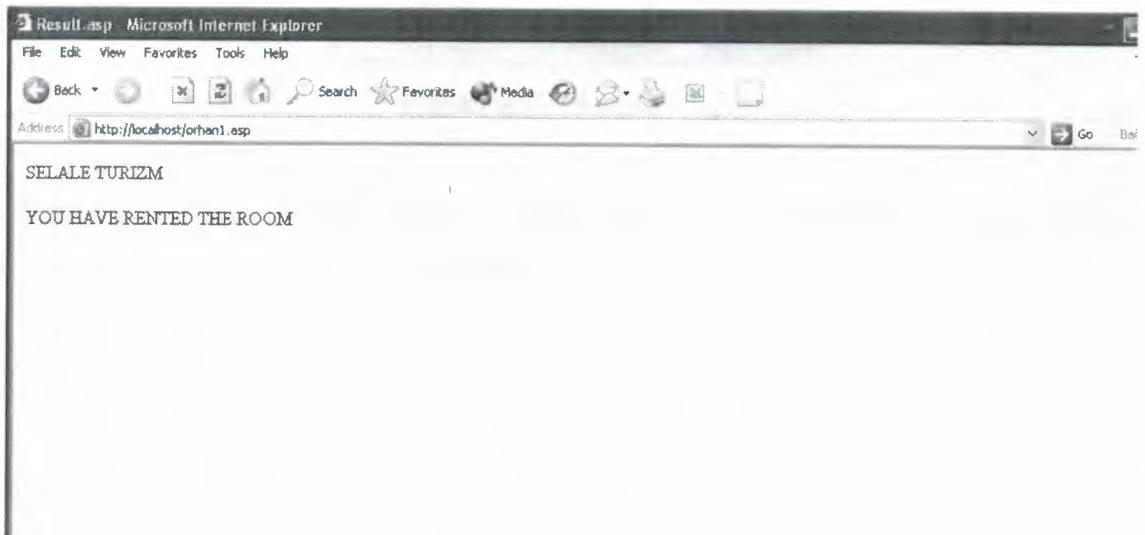 Result.asp - Microsoft Internet Explorer
File Edit View Favorites Tools Help
Back Search Favorites Media
Address http://localhost/orhan1.asp Go
SELALE TURIZM
YOU HAVE RENTED THE ROOM